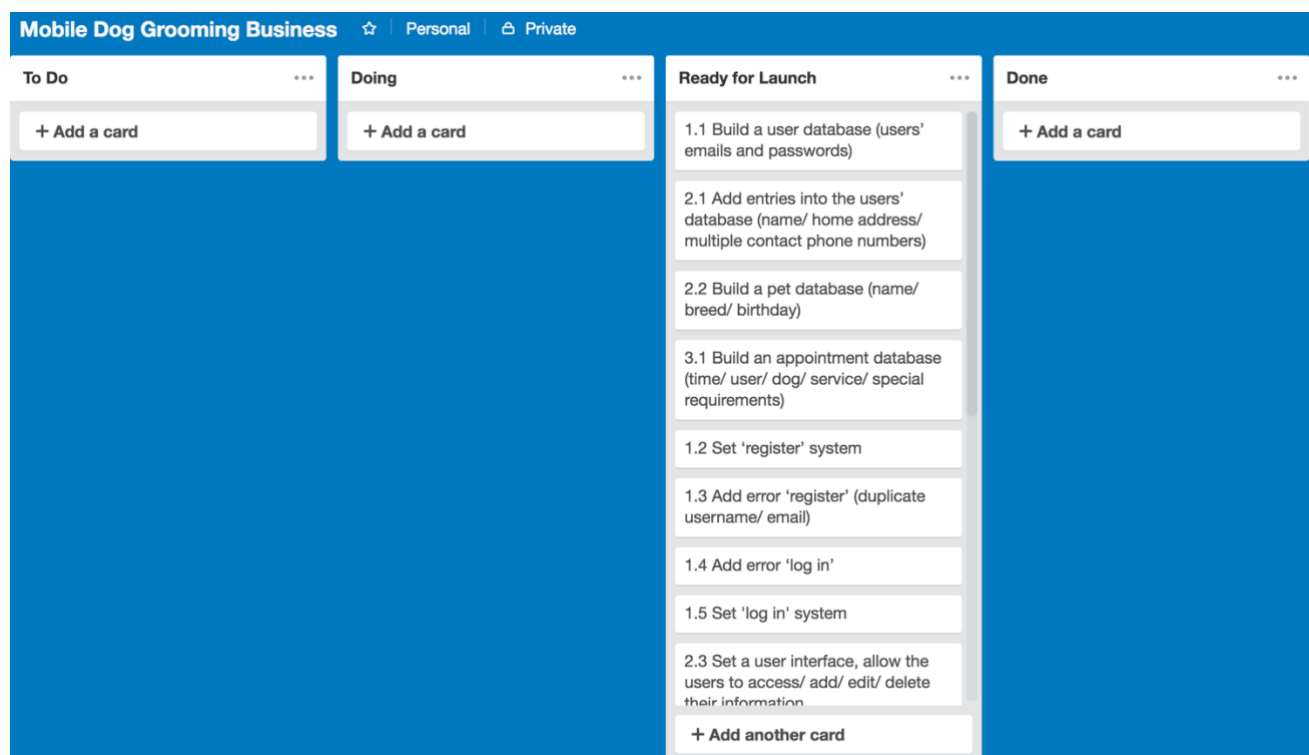 Mobile Dog Grooming Business
Personal
Private
To Do
+ Add a card
Doing
+ Add a card
Ready for Launch
1.1 Build a user database (users’
emails and passwords)
2.1 Add entries into the users’
database (name/ home address/
multiple contact phone numbers)
2.2 Build a pet database (name/
breed/ birthday)
3.1 Build an appointment database
(time/ user/ dog/ service/ special
requirements)
1.2 Set ‘register’ system
1.3 Add error ‘register’ (duplicate
username/ email)
1.4 Add error ‘log in’
1.5 Set 'log in' system
2.3 Set a user interface, allow the
users to access/ add/ edit/ delete
their information
+ Add another card
Done
+ Add a card